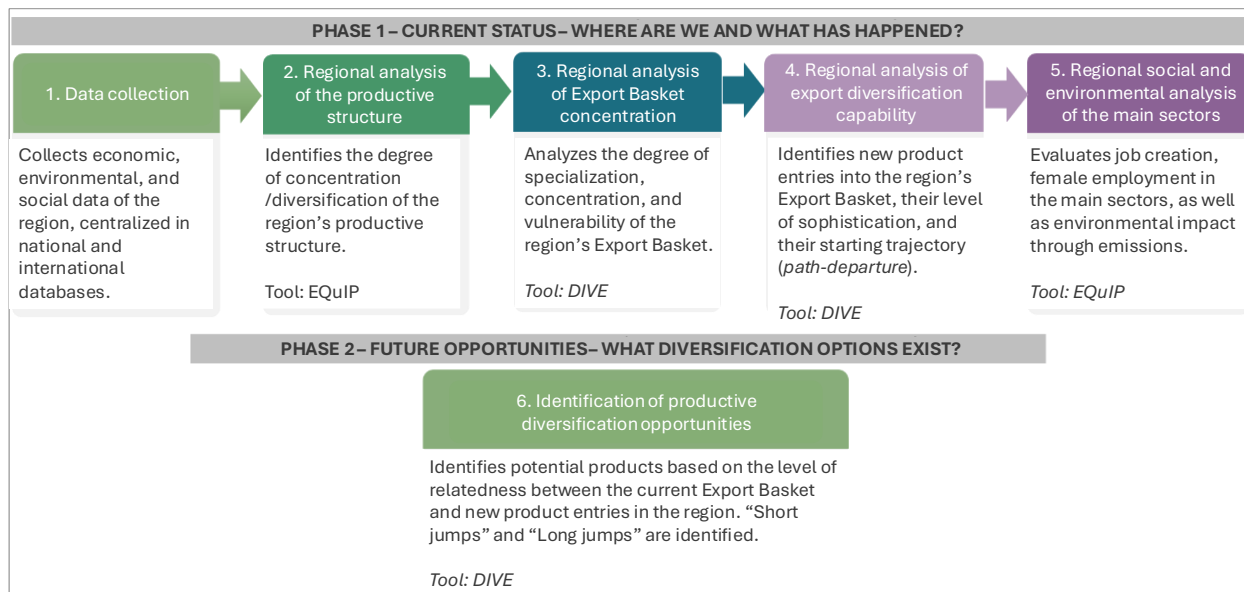 PHASE 1 – CURRENT STATUS – WHERE ARE WE AND WHAT HAS HAPPENED?
1. Data collection
Collects economic,
environmental, and
social data of the
region, centralized in
national and
international
databases.
2. Regional analysis
of the productive
structure
Identifies the degree
of concentration
/diversification of the
region's productive
structure.
Tool: EQuIP
3. Regional analysis
of Export Basket
concentration
Analyzes the degree of
specialization,
concentration, and
vulnerability of the
region's Export Basket.
Tool: DIVE
4. Regional analysis of
export diversification
capability
Identifies new product
entries into the region's
Export Basket, their level
of sophistication, and
their starting trajectory
(path-departure).
Tool: DIVE
5. Regional social and
environmental analysis
of the main sectors
Evaluates job creation,
female employment in
the main sectors, as well
as environmental impact
through emissions.
Tool: EQuIP
PHASE 2 – FUTURE OPPORTUNITIES – WHAT DIVERSIFICATION OPTIONS EXIST?
6. Identification of productive
diversification opportunities
Identifies potential products based on the level of
relatedness between the current Export Basket
and new product entries in the region. “Short
jumps” and “Long jumps” are identified.
Tool: DIVE